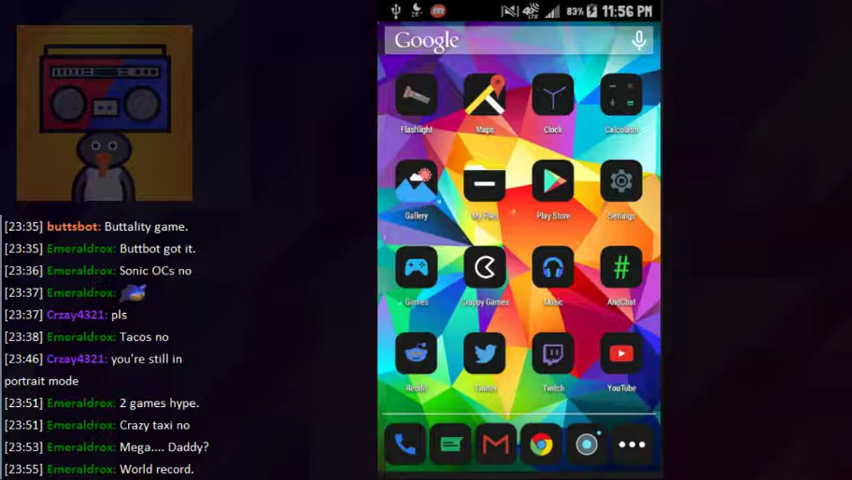 83% 11:56 PM
Google
Flashlight Maps Clock Calculator
Gallery My Files Play Store Settings
Games Crappy Games Music AndChat
Reddit Twitter Twitch YouTube
[23:35] buttsbot: Buttality game.
[23:35] Emeraldrox: Buttbot got it.
[23:36] Emeraldrox: Sonic OCs no
[23:37] Emeraldrox:
[23:37] Crzay4321: pls
[23:38] Emeraldrox: Tacos no
[23:46] Crzay4321: you're still in
portrait mode
[23:51] Emeraldrox: 2 games hype.
[23:51] Emeraldrox: Crazy taxi no
[23:53] Emeraldrox: Mega.... Daddy?
[23:55] Emeraldrox: World record.